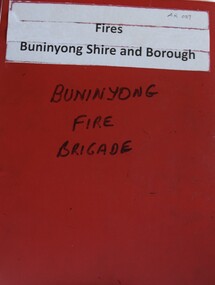 Fires
Buninyong Shire and Borough
BUNINYONG
FIRE
BRIGADE